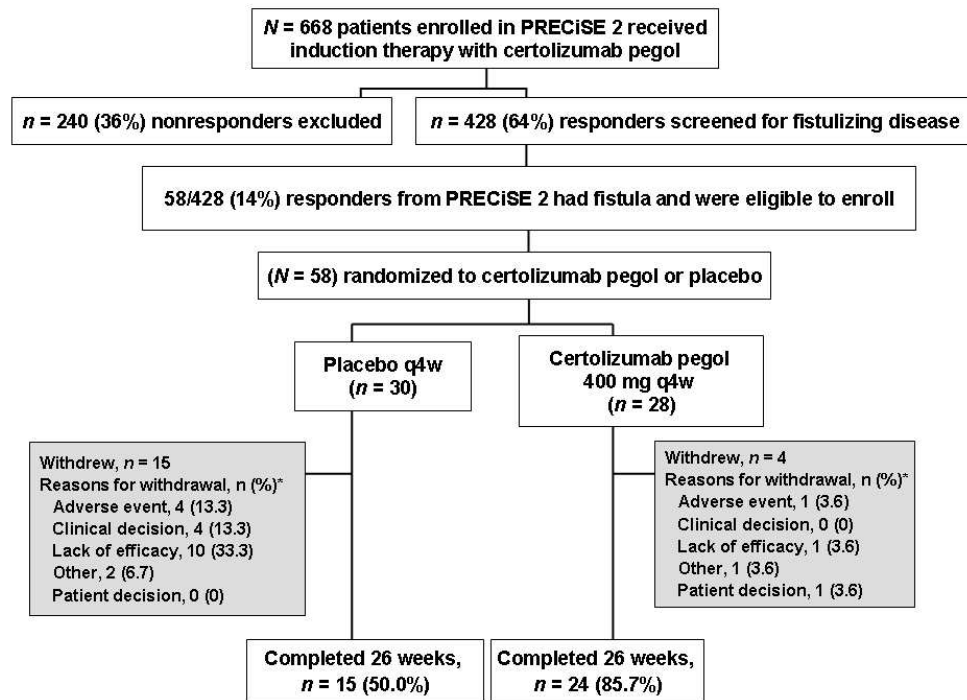 N = 668 patients enrolled in PRECiSE 2 received
induction therapy with certolizumab pegol
n = 240 (36%) nonresponders excluded
n = 428 (64%) responders screened for fistulizing disease
58/428 (14%) responders from PRECiSE 2 had fistula and were eligible to enroll
(N = 58) randomized to certolizumab pegol or placebo
Placebo q4w
(n = 30)
Certolizumab pegol
400 mg q4w
(n = 28)
Withdrew, n = 15
Reasons for withdrawal, n (%)*
Adverse event, 4 (13.3)
Clinical decision, 4 (13.3)
Lack of efficacy, 10 (33.3)
Other, 2 (6.7)
Patient decision, 0 (0)
Withdrew, n = 4
Reasons for withdrawal, n (%)*
Adverse event, 1 (3.6)
Clinical decision, 0 (0)
Lack of efficacy, 1 (3.6)
Other, 1 (3.6)
Patient decision, 1 (3.6)
Completed 26 weeks,
n = 15 (50.0%)
Completed 26 weeks,
n = 24 (85.7%)